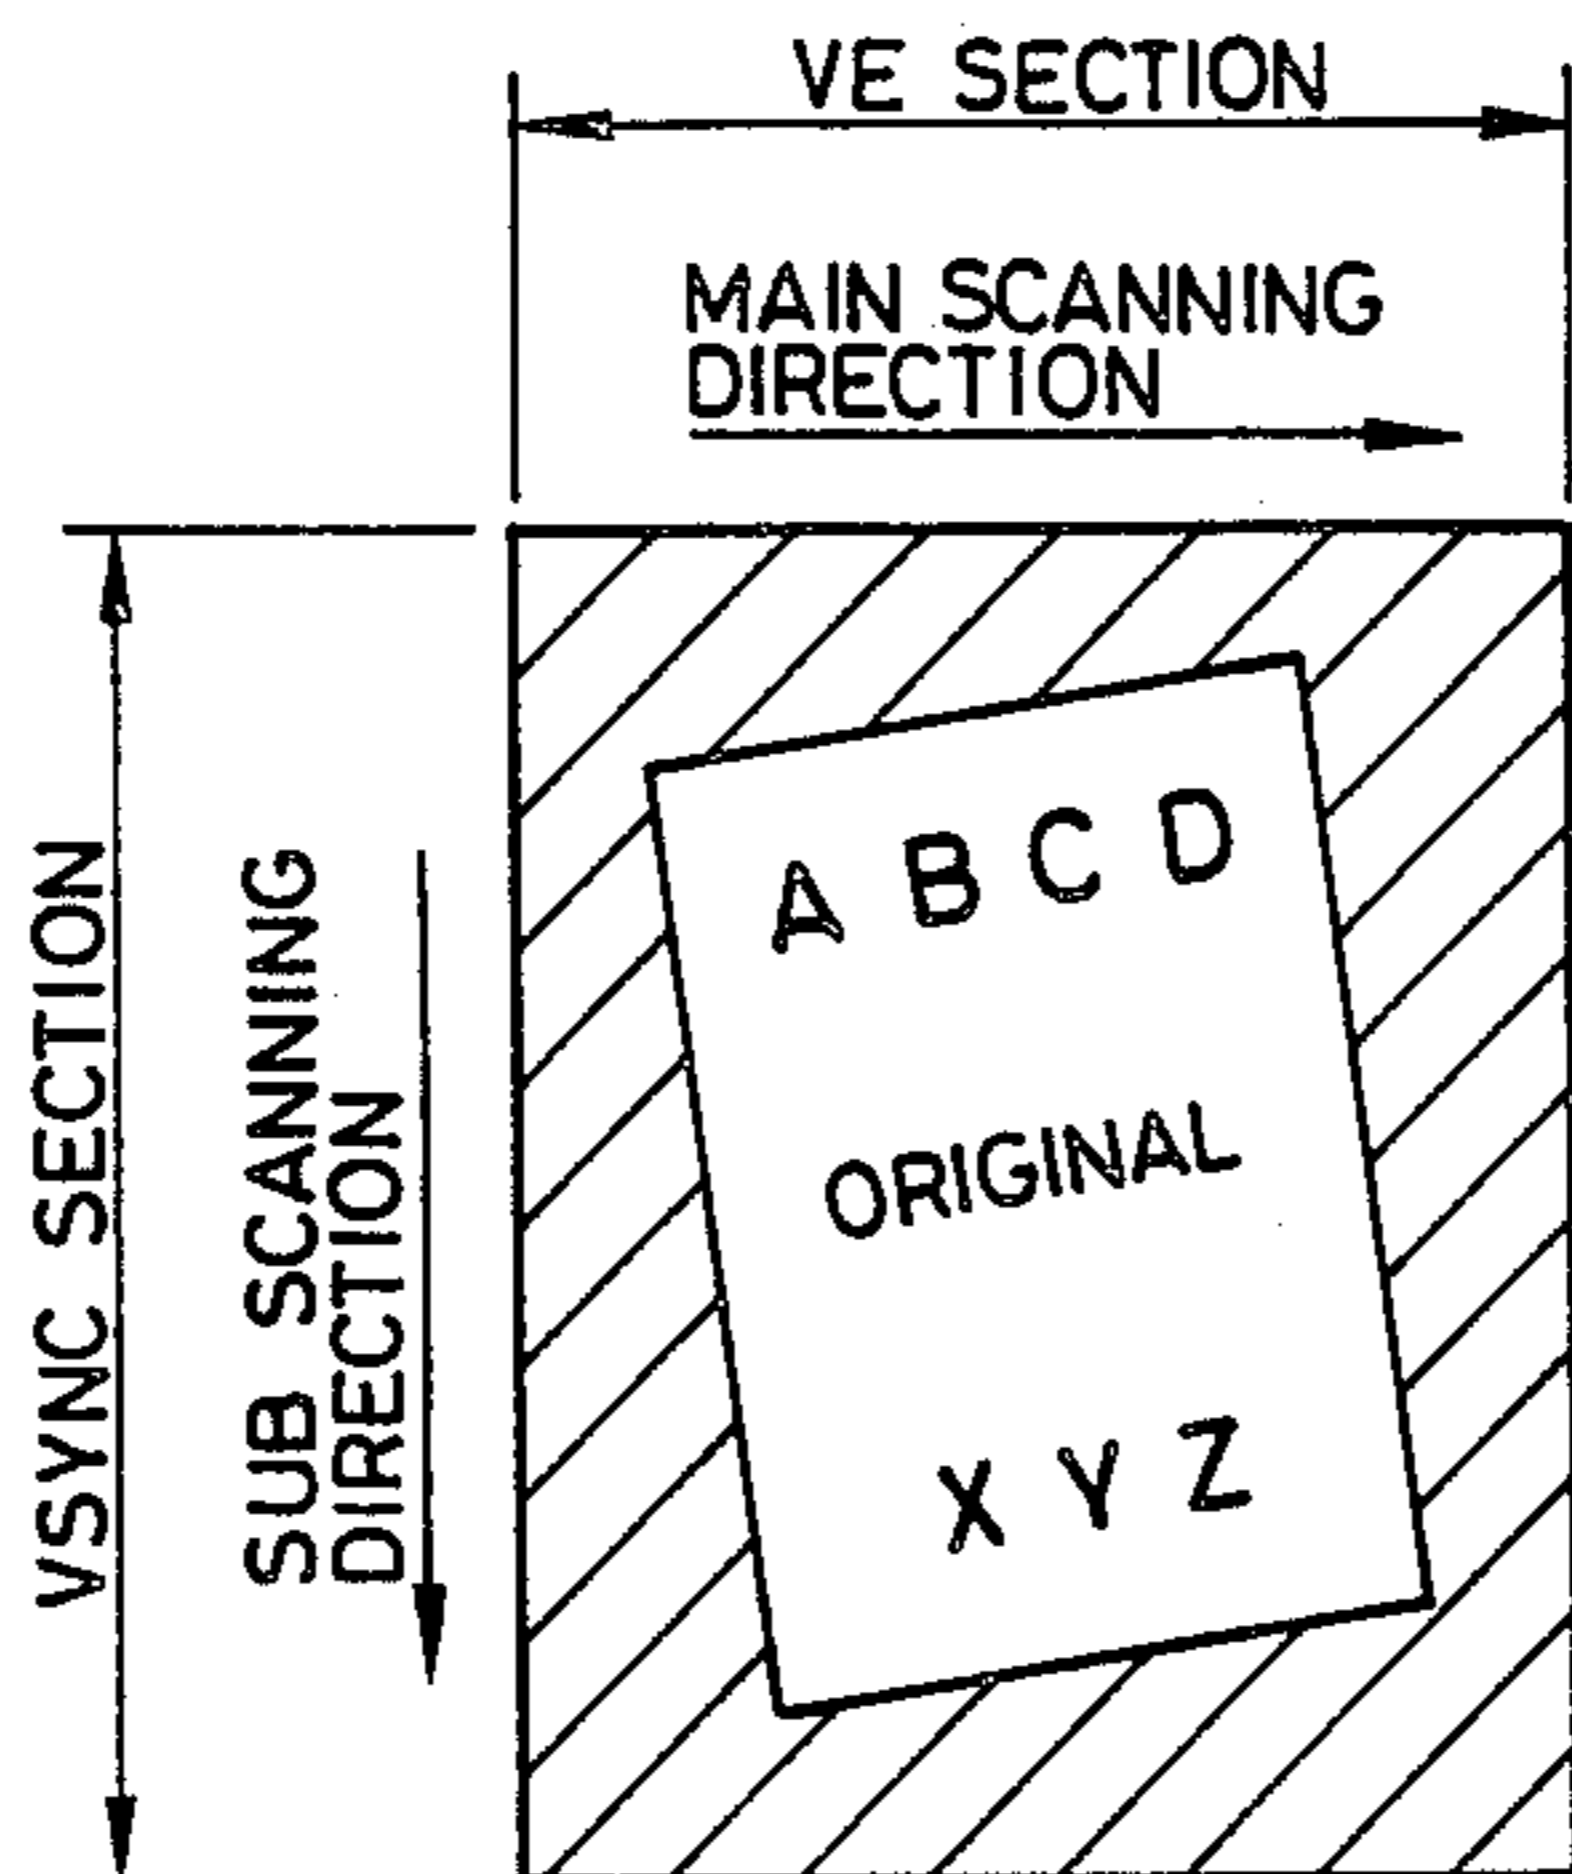 VE SECTION
MAIN SCANNING
DIRECTION
VSYNC SECTION
SUB SCANNING
DIRECTION
A B C D
ORIGINAL
X Y Z